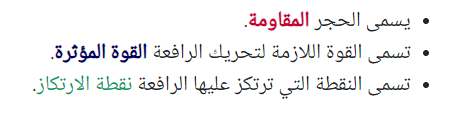 • يسمى الحجر المقاومة.
• تسمى القوة اللازمة لتحريك الرافعة القوة المؤثرة.
• تسمى النقطة التي ترتكز عليها الرافعة نقطة الارتكاز.